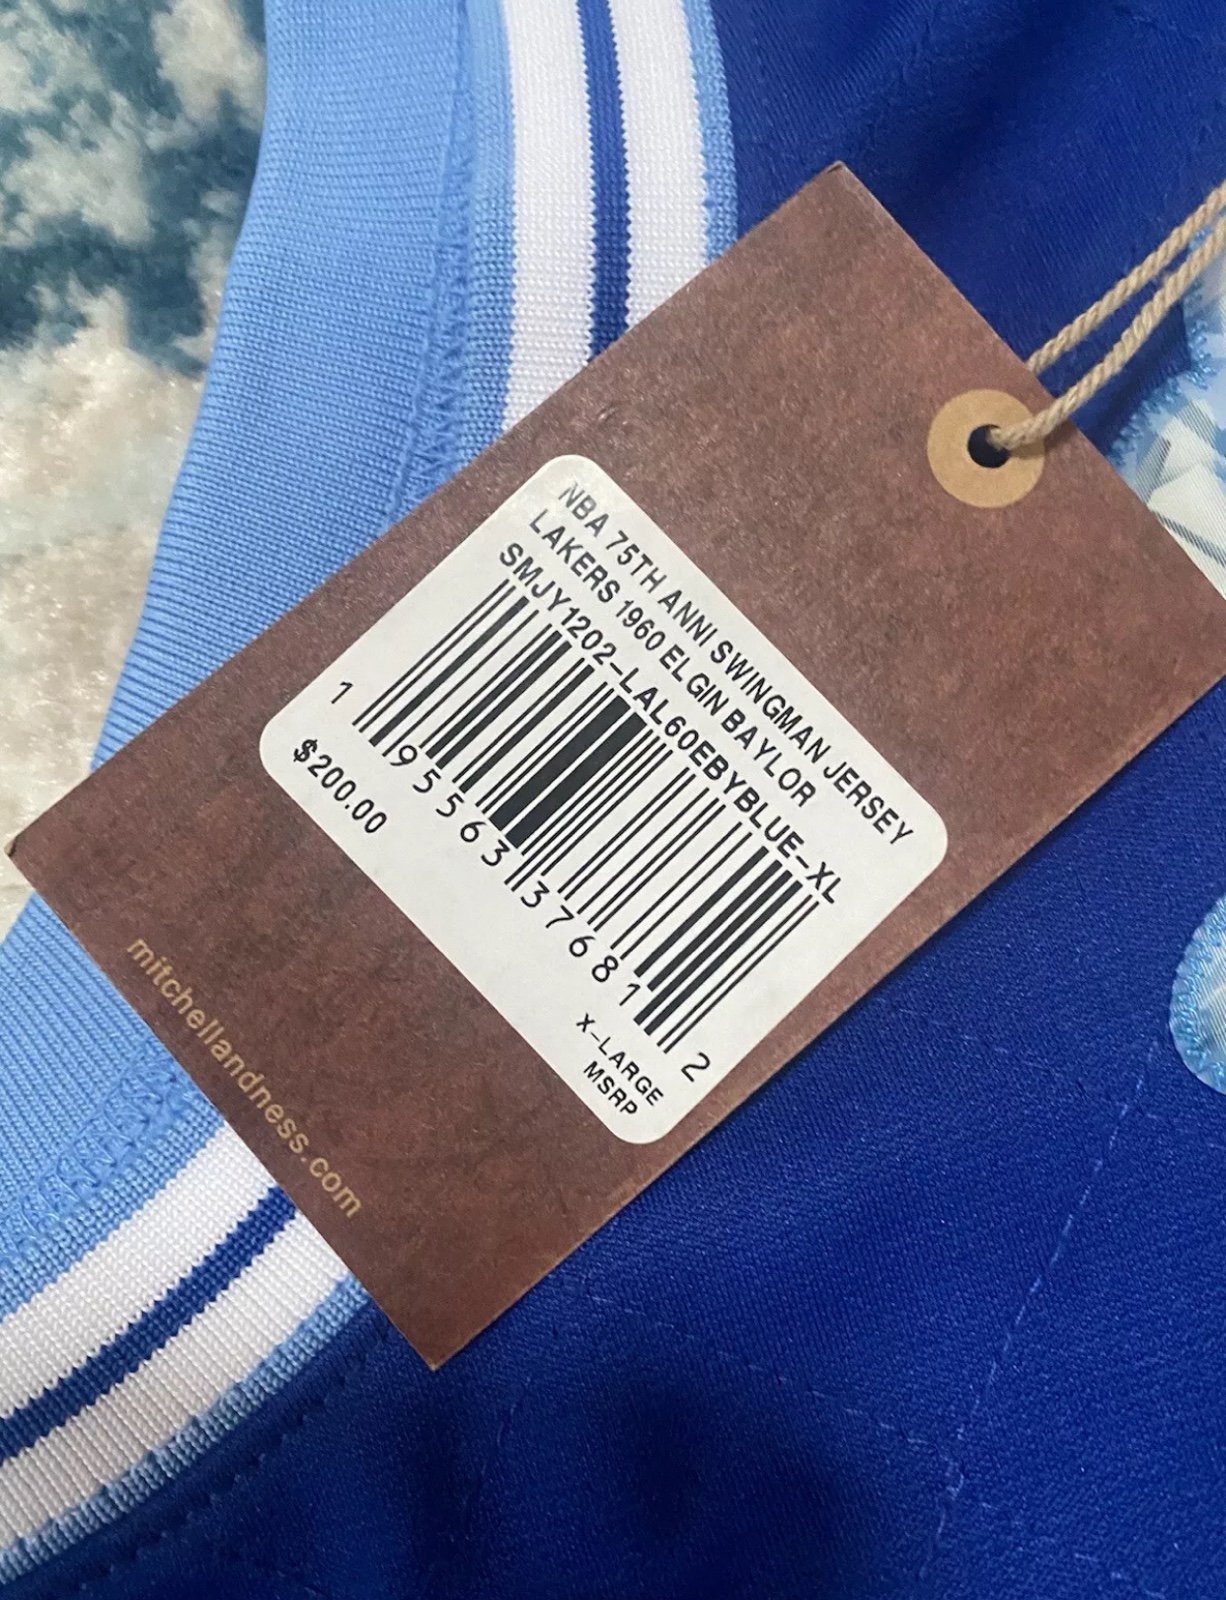 NBA 75TH ANNI SWINGMAN JERSEY
LAKERS 1960 ELGIN BAYLOR
SMJY1202-LAL60EBYBLUE-XL
1 95563 37681 2
$200.00
X-LARGE
MSRP
mitchellandness.com